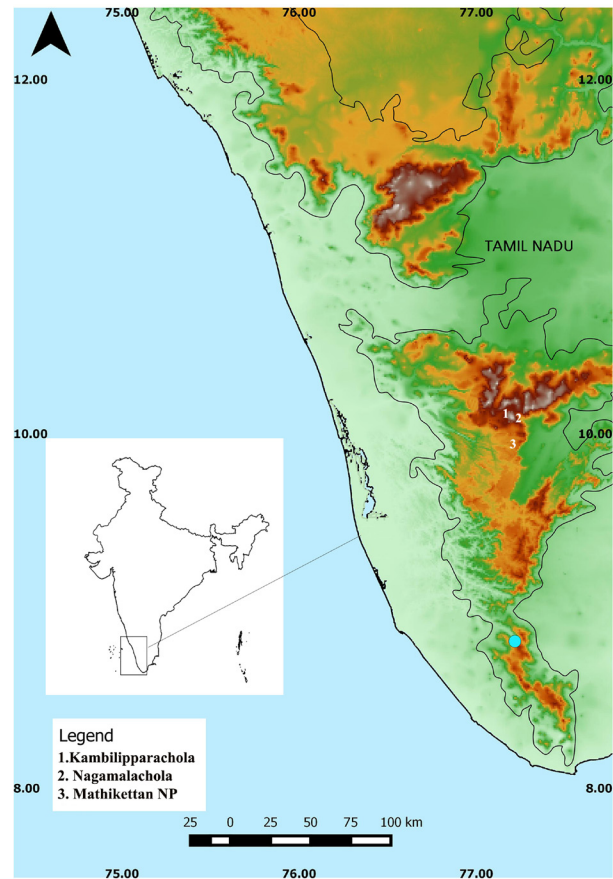 75.00 76.00 77.00
12.00 12.00
TAMIL NADU
1
2
10.00 3 10.00
Legend
1.Kambilipparachola
2. Nagamalachola
3. Mathikettan NP
8.00 8.00
25 0 25 50 75 100 km
75.00 76.00 77.00